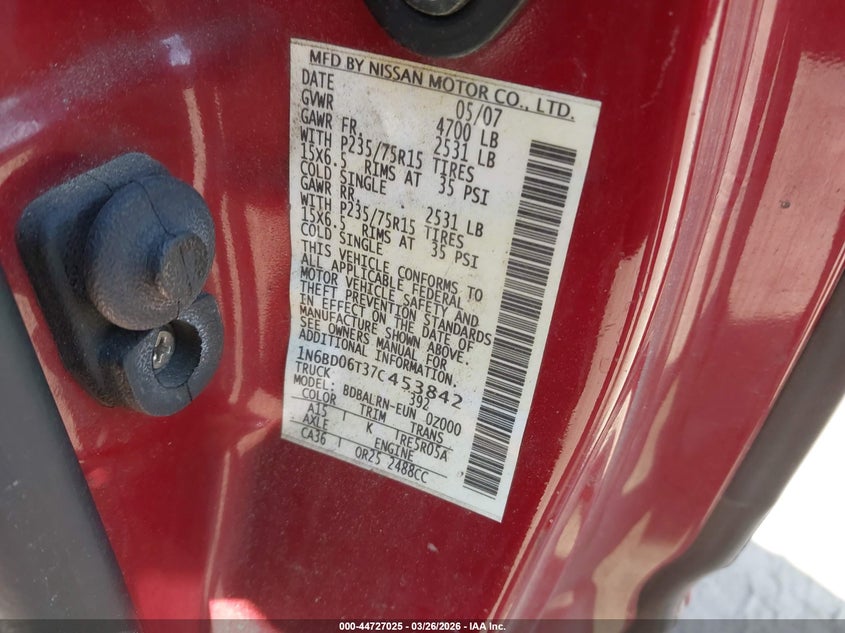 MFD BY NISSAN MOTOR CO., LTD.
DATE 05/07
GVWR 4700 LB
GAWR FR. 2531 LB
WITH P235/75R15 TIRES
15X6.5 RIMS AT 35 PSI
COLD SINGLE
GAWR RR. 2531 LB
WITH P235/75R15 TIRES
15X6.5 RIMS AT 35 PSI
COLD SINGLE
THIS VEHICLE CONFORMS TO
ALL APPLICABLE FEDERAL
MOTOR VEHICLE SAFETY AND
THEFT PREVENTION STANDARDS
IN EFFECT ON THE DATE OF
MANUFACTURE SHOWN ABOVE.
SEE OWNERS MANUAL FOR
ADDITIONAL INFORMATION.
1N6BD06T37C453842
TRUCK 392
MODEL: BDBALRN-EUN 0Z000
COLOR TRIM TRANS
A15 K RE5R05A
AXLE ENGINE
CA36 QR25 2488CC
000-44727025 - 03/26/2026 - IAA Inc.